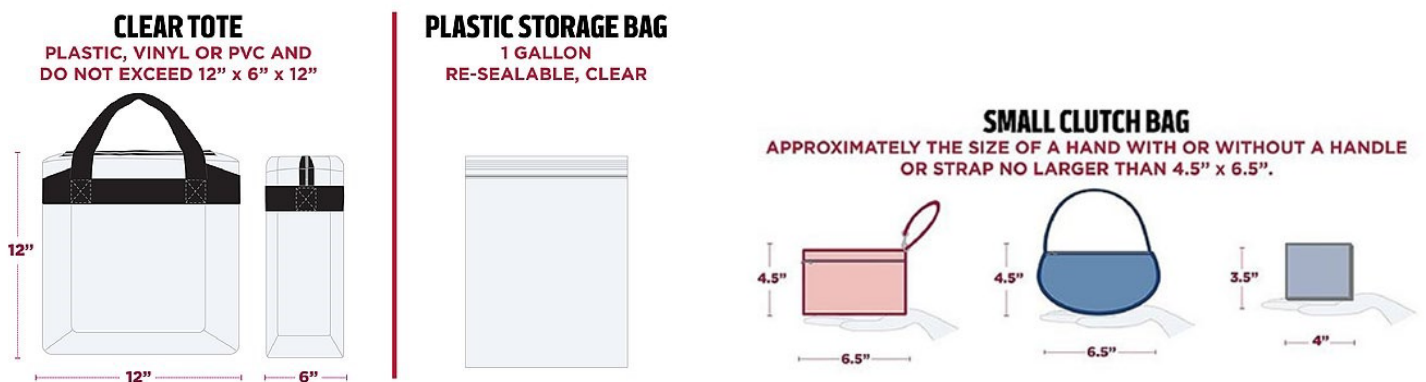 CLEAR TOTE
PLASTIC, VINYL OR PVC AND
DO NOT EXCEED 12” x 6” x 12”
12”
12”
6”
PLASTIC STORAGE BAG
1 GALLON
RE-SEALABLE, CLEAR
SMALL CLUTCH BAG
APPROXIMATELY THE SIZE OF A HAND WITH OR WITHOUT A HANDLE
OR STRAP NO LARGER THAN 4.5” x 6.5”.
4.5”
6.5”
4.5”
6.5”
3.5”
4”